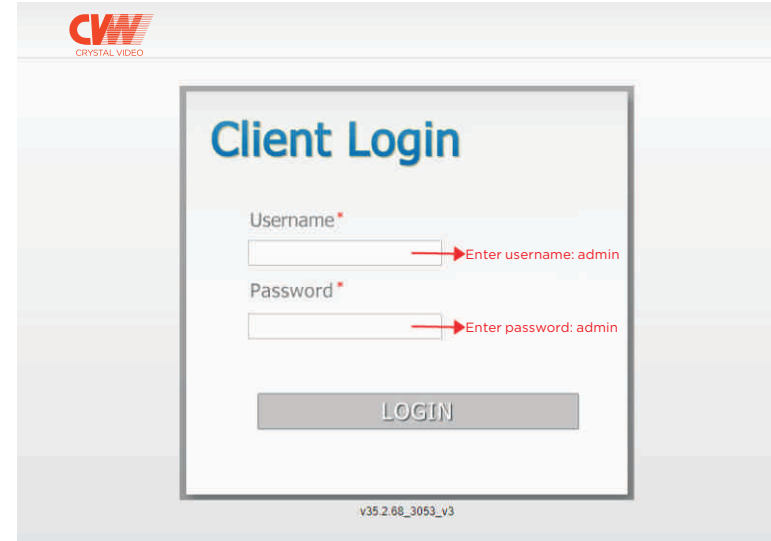 CVW
CRYSTAL VIDEO
Client Login
Username*
Enter username: admin
Password*
Enter password: admin
LOGIN
v35.2.68_3053_v3